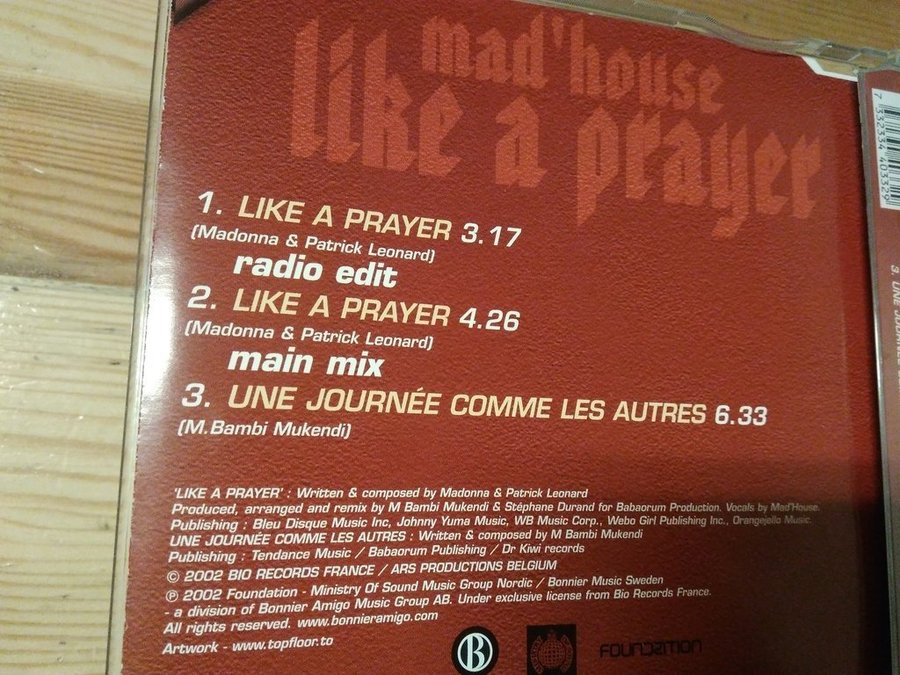 mad'house
like a prayer
1. LIKE A PRAYER 3.17
(Madonna & Patrick Leonard)
radio edit
2. LIKE A PRAYER 4.26
(Madonna & Patrick Leonard)
main mix
3. UNE JOURNÉE COMME LES AUTRES 6.33
(M.Bambi Mukendi)
'LIKE A PRAYER' : Written & composed by Madonna & Patrick Leonard
Produced, arranged and remix by M Bambi Mukendi & Stéphane Durand for Babaorum Production. Vocals by Mad'House.
Publishing : Bleu Disque Music Inc, Johnny Yuma Music, WB Music Corp., Webo Girl Publishing Inc., Orangejello Music.
UNE JOURNÉE COMME LES AUTRES : Written & composed by M Bambi Mukendi
Publishing : Tendance Music / Babaorum Publishing / Dr Kiwi records
© 2002 BIO RECORDS FRANCE / ARS PRODUCTIONS BELGIUM
℗ 2002 Foundation - Ministry Of Sound Music Group Nordic / Bonnier Music Sweden
- a division of Bonnier Amigo Music Group AB. Under exclusive license from Bio Records France.
All rights reserved. www.bonnieramigo.com
Artwork - www.topfloor.to
B
FOUNDATION
7 332334 403329
3. UNE